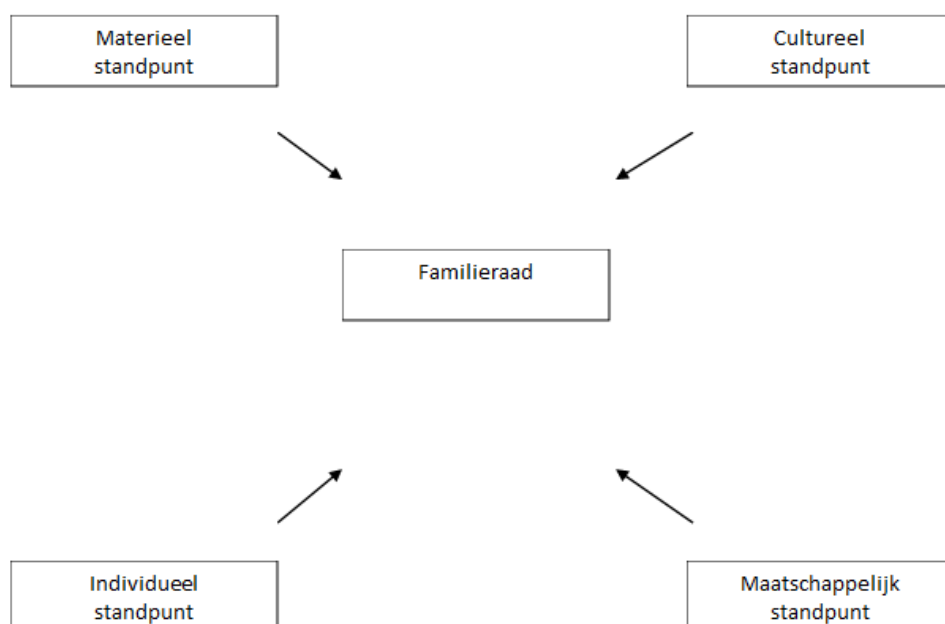 Materieel
standpunt
Cultureel
standpunt
Familieraad
Individueel
standpunt
Maatschappelijk
standpunt